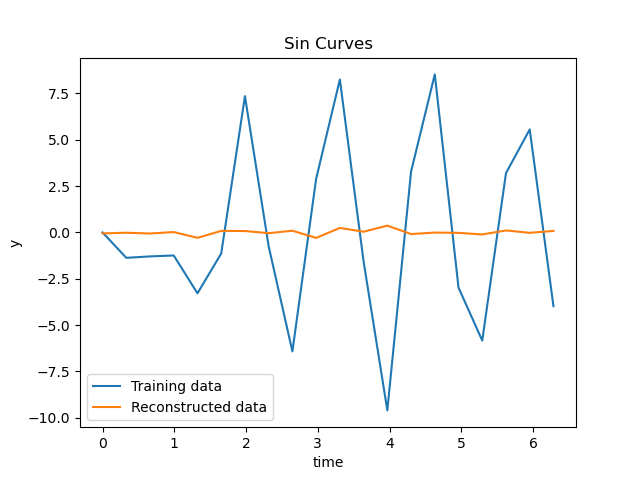 Sin Curves
7.5
5.0
2.5
0.0
−2.5
−5.0
−7.5
−10.0
y
Training data
Reconstructed data
0 1 2 3 4 5 6
time